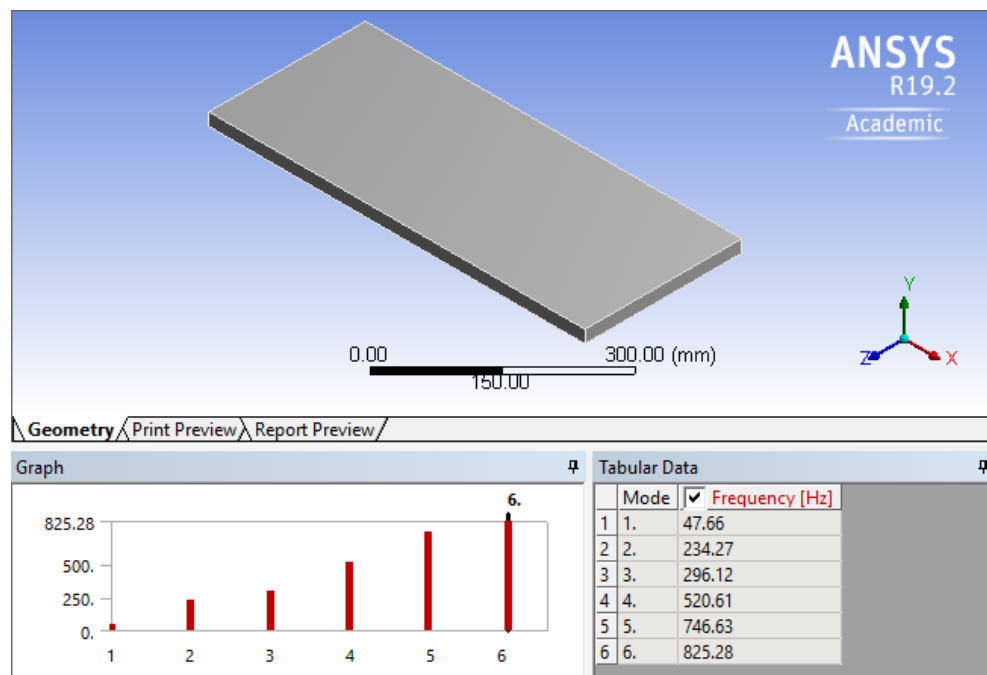 ANSYS
R19.2
Academic
Y
Z X
0.00 300.00 (mm)
150.00
Geometry Print Preview Report Preview
Graph
6.
825.28
500.
250.
0.
1 2 3 4 5 6
Tabular Data
Mode Frequency [Hz]
1 1. 47.66
2 2. 234.27
3 3. 296.12
4 4. 520.61
5 5. 746.63
6 6. 825.28